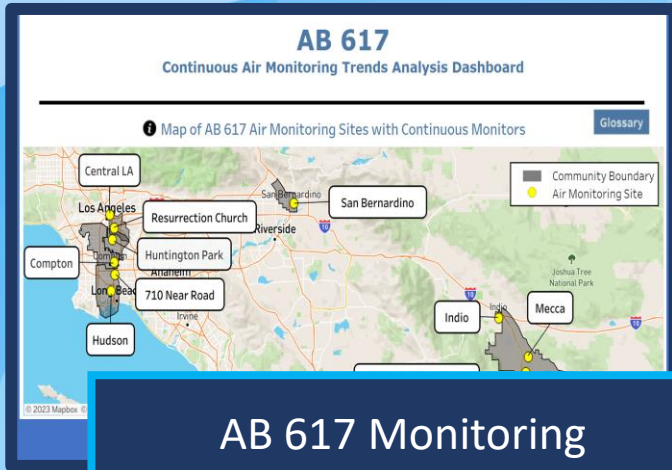 AB 617
Continuous Air Monitoring Trends Analysis Dashboard
Map of AB 617 Air Monitoring Sites with Continuous Monitors
Glossary
Community Boundary
Air Monitoring Site
Central LA
San Bernardino
San Bernardino
Los Angeles
Resurrection Church
Riverside
10
Huntington Park
Compton
Anaheim
Joshua Tree
National Park
710 Near Road
Long Beac
10
Indio
Mecca
Indio
Irvine
Hudson
© 2023 Mapbox ©
AB 617 Monitoring